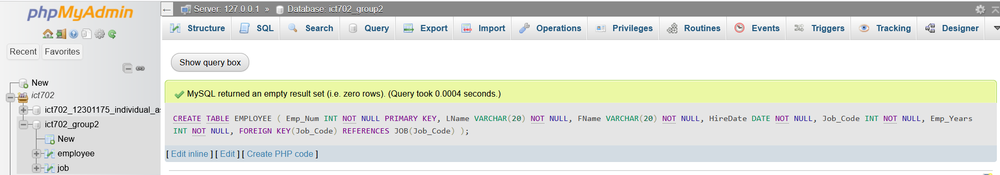 phpMyAdmin
Recent Favorites
New
ict702
ict702_12301175_individual_as
ict702_group2
New
employee
job
Server: 127.0.0.1 » Database: ict702_group2
Structure SQL Search Query Export Import Operations Privileges Routines Events Triggers Tracking Designer
Show query box
MySQL returned an empty result set (i.e. zero rows). (Query took 0.0004 seconds.)
CREATE TABLE EMPLOYEE ( Emp_Num INT NOT NULL PRIMARY KEY, LName VARCHAR(20) NOT NULL, FName VARCHAR(20) NOT NULL, HireDate DATE NOT NULL, Job_Code INT NOT NULL, Emp_Years
INT NOT NULL, FOREIGN KEY(Job_Code) REFERENCES JOB(Job_Code) );
[ Edit inline ] [ Edit ] [ Create PHP code ]